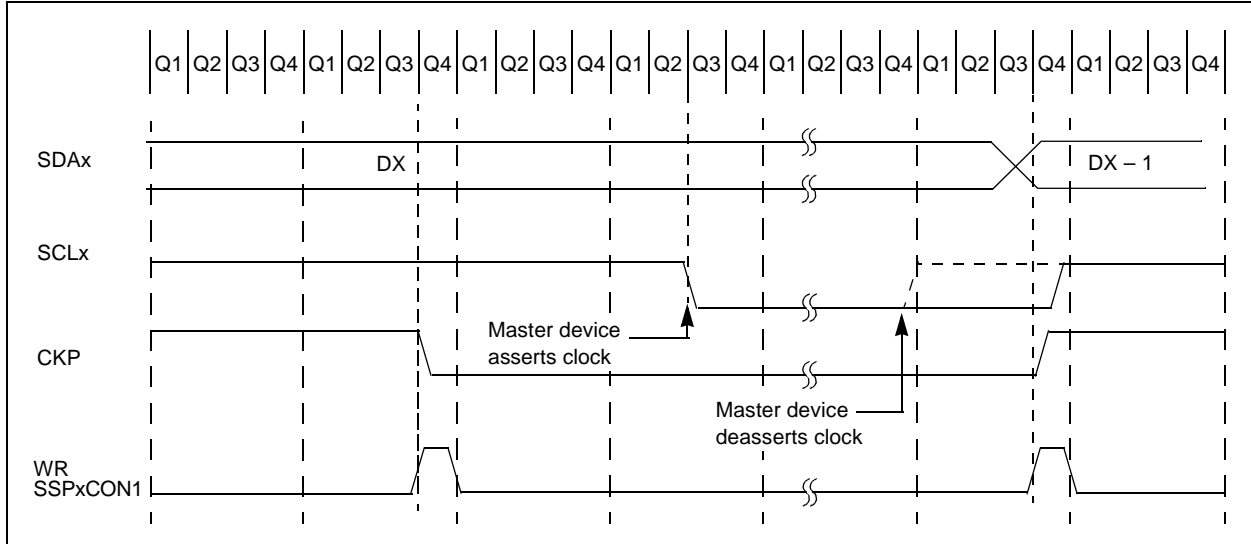 Q1 Q2 Q3 Q4 Q1 Q2 Q3 Q4 Q1 Q2 Q3 Q4 Q1 Q2 Q3 Q4 Q1 Q2 Q3 Q4 Q1 Q2 Q3 Q4 Q1 Q2 Q3 Q4
SDAx
DX
DX – 1
SCLx
Master device
asserts clock
CKP
Master device
deasserts clock
WR
SSPxCON1